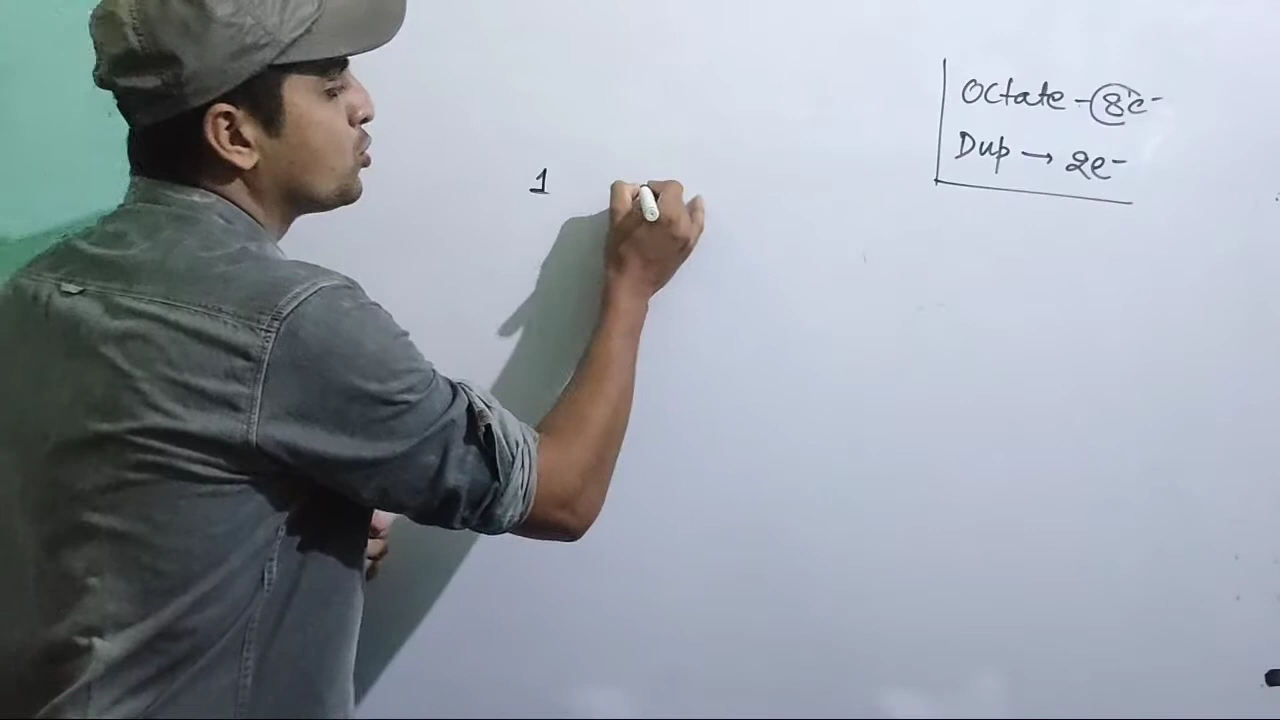 Octate - 8e-
Dup → 2e-
1